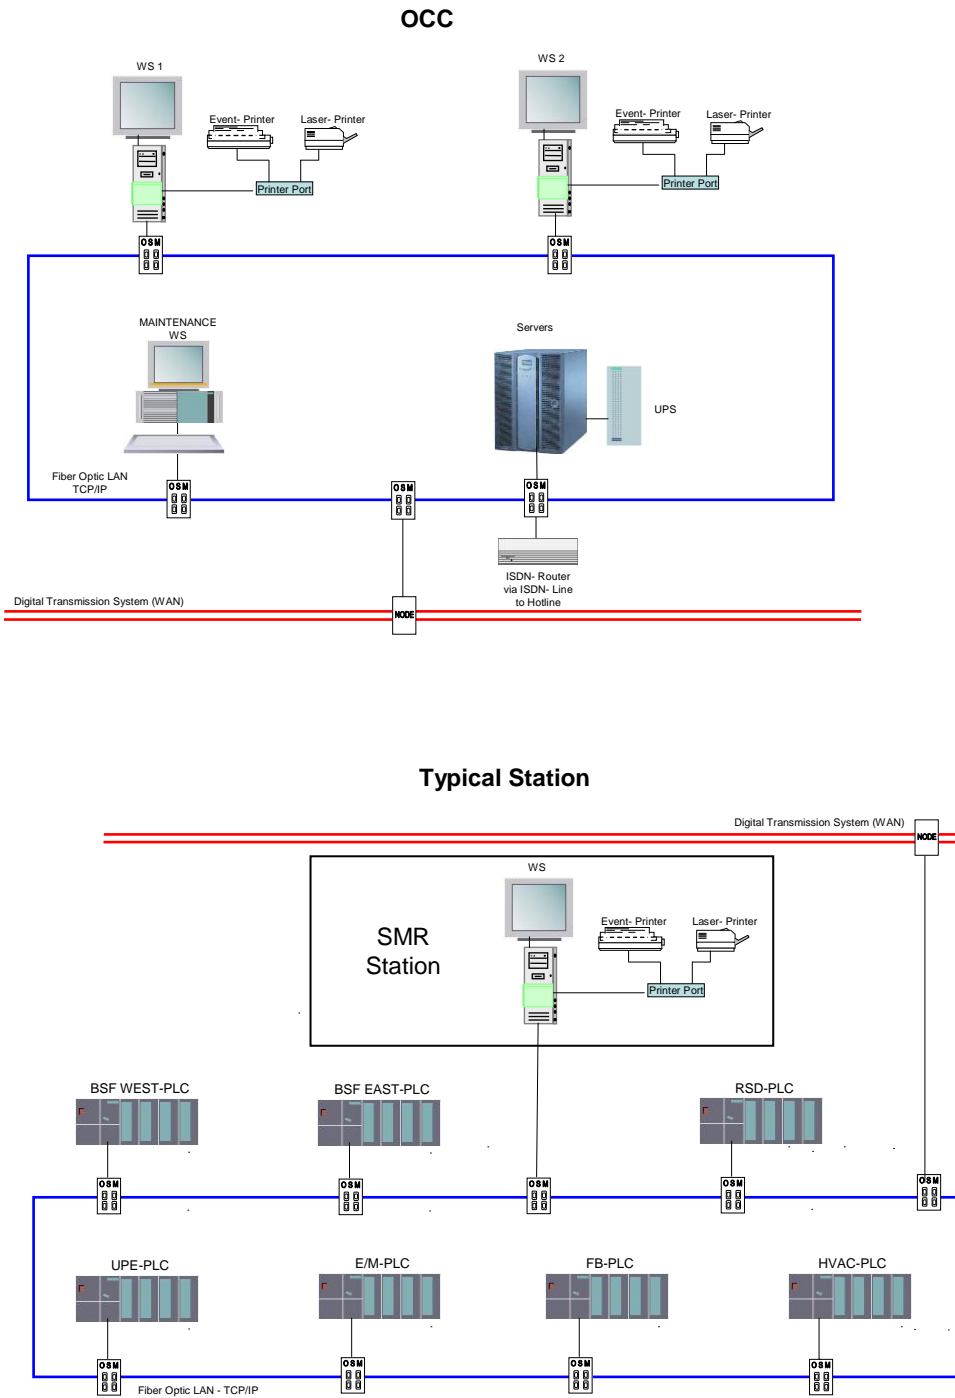 OCC
WS 1
WS 2
Event- Printer
Laser- Printer
Event- Printer
Laser- Printer
Printer Port
Printer Port
OSM
OSM
MAINTENANCE
WS
Servers
UPS
Fiber Optic LAN
TCP/IP
OSM
OSM
OSM
ISDN- Router
via ISDN- Line
to Hotline
Digital Transmission System (WAN)
NODE
Typical Station
Digital Transmission System (WAN)
NODE
WS
SMR
Station
Event- Printer
Laser- Printer
Printer Port
BSF WEST-PLC
BSF EAST-PLC
RSD-PLC
OSM
OSM
OSM
OSM
OSM
UPE-PLC
E/M-PLC
FB-PLC
HVAC-PLC
OSM
OSM
OSM
OSM
Fiber Optic LAN - TCP/IP